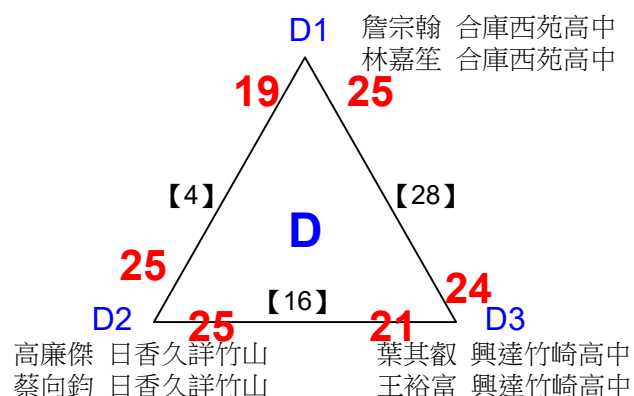 D1 詹宗翰 合庫西苑高中
林嘉笙 合庫西苑高中
19 25
【4】 【28】
D
25 24
【16】
D2 25 21 D3
高廉傑 日香久詳竹山 葉其叡 興達竹崎高中
蔡向鈞 日香久詳竹山 王裕富 興達竹崎高中